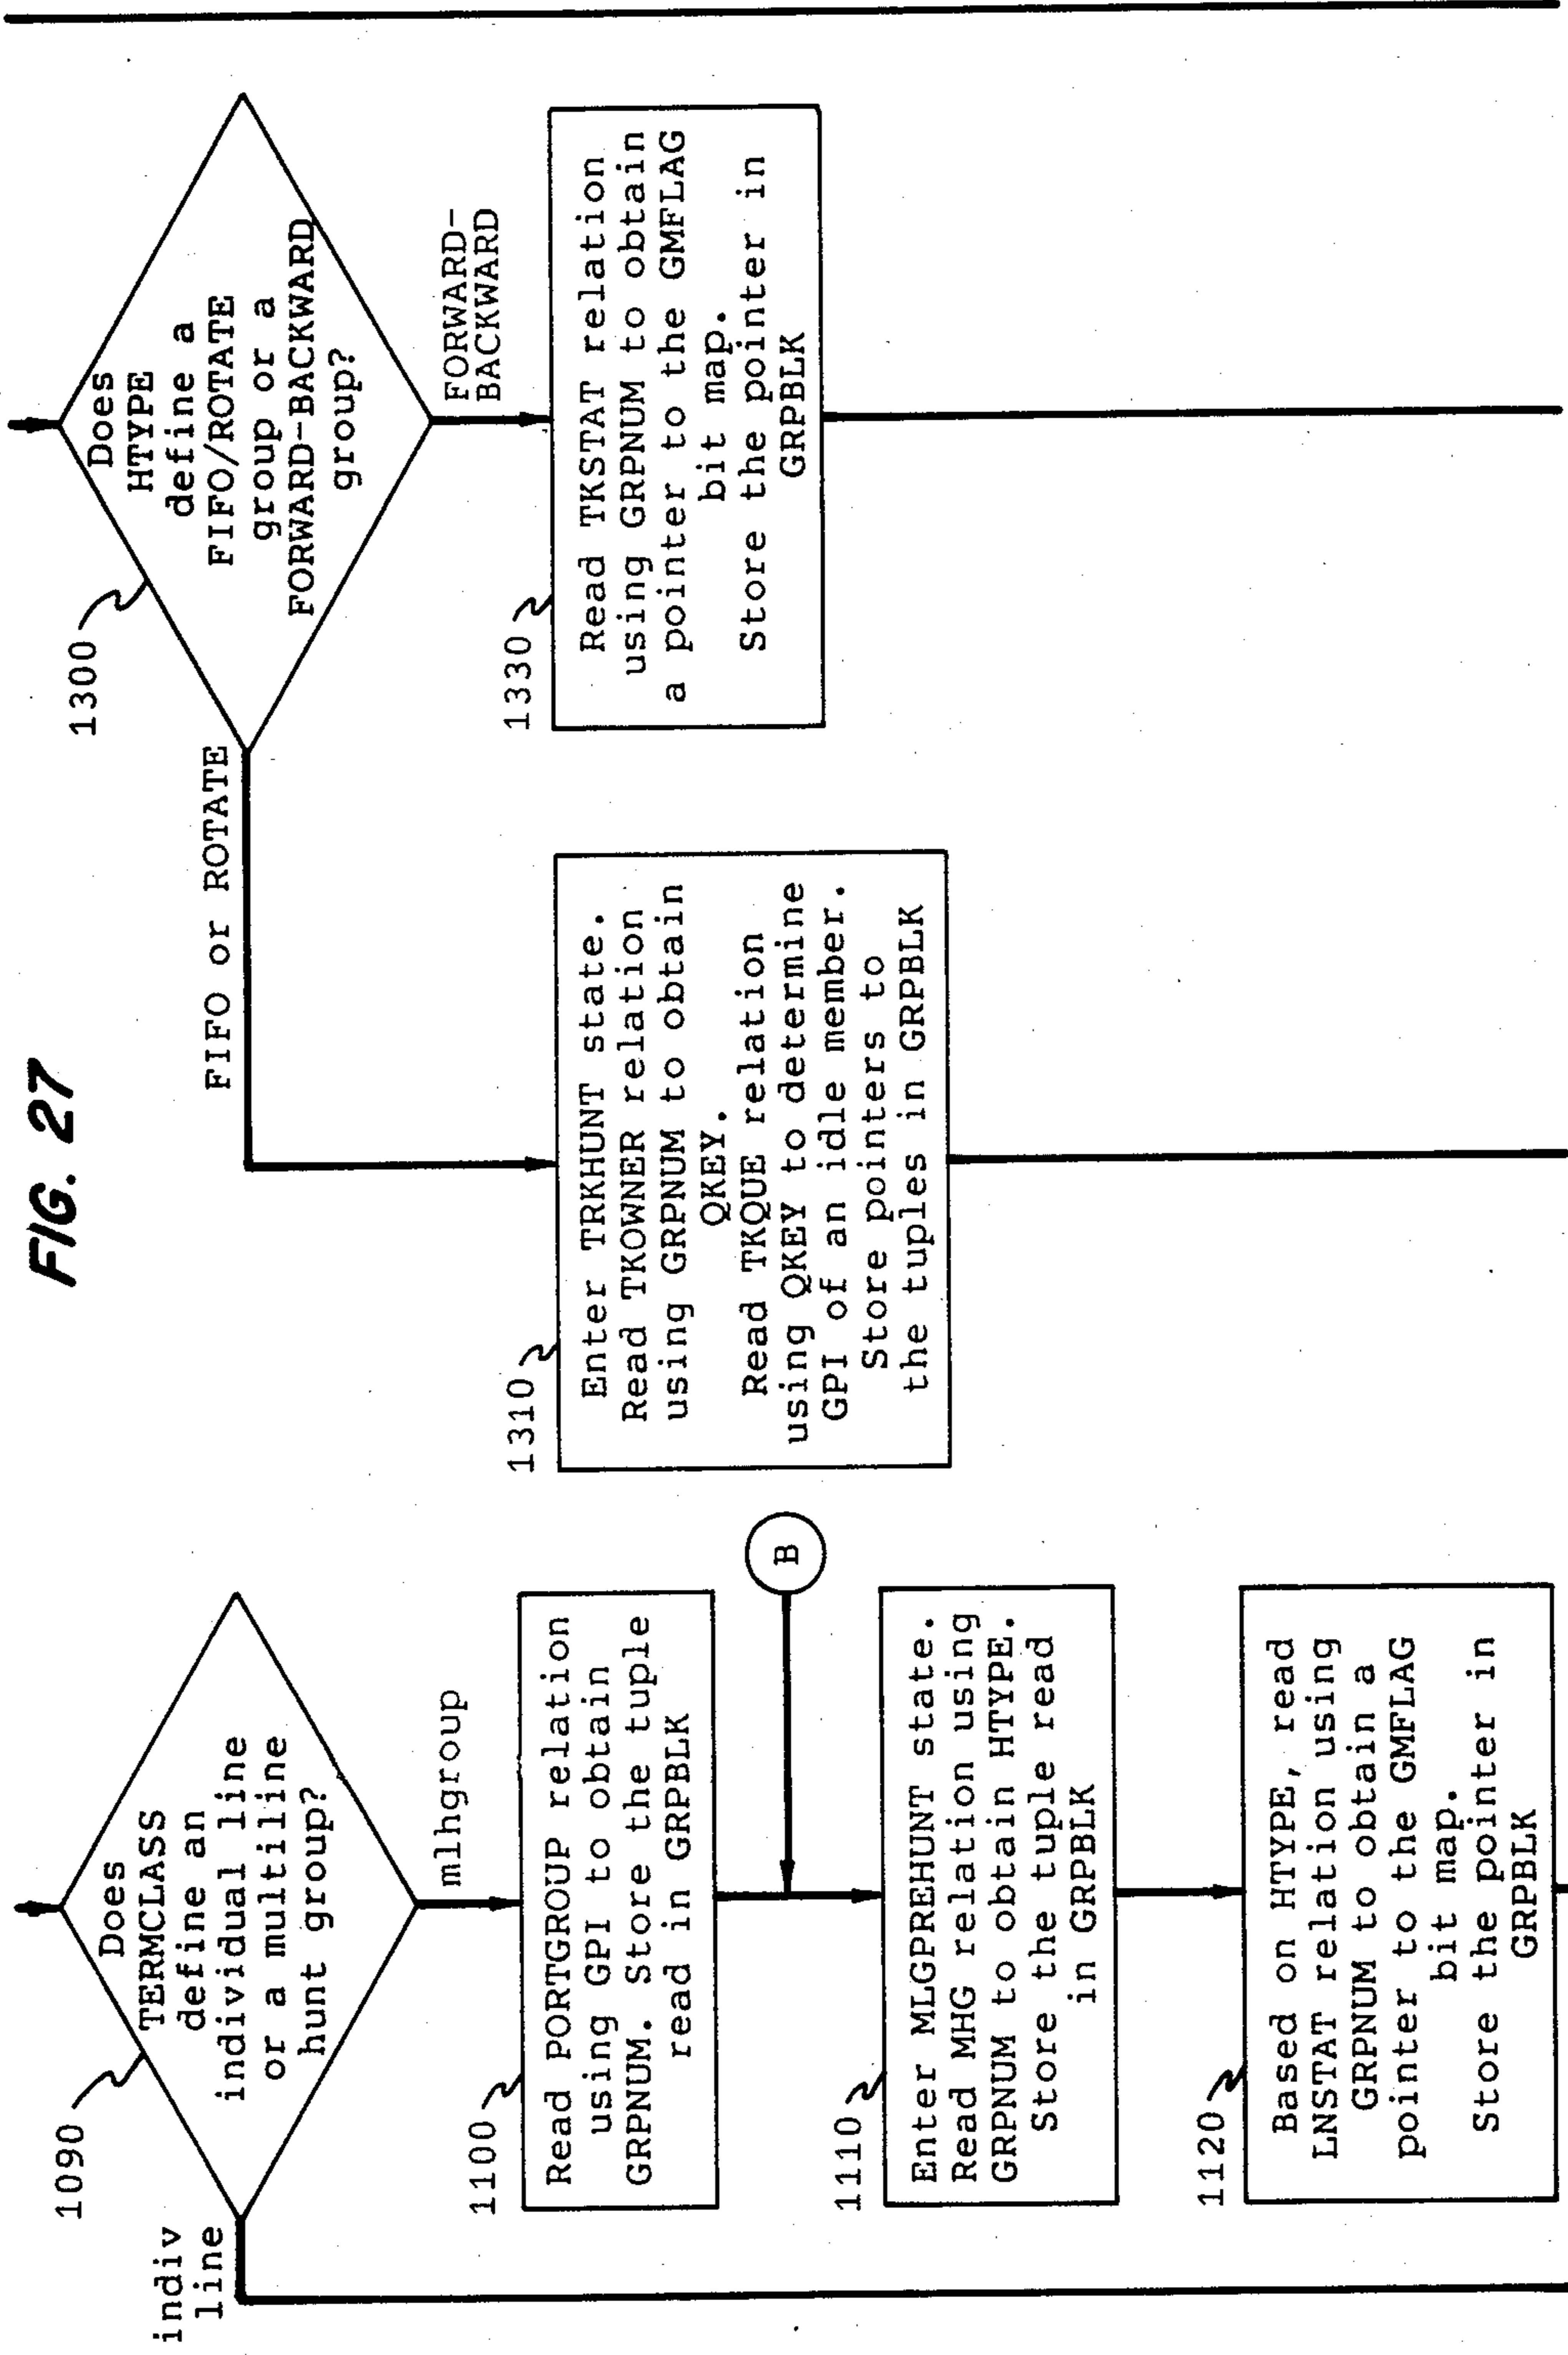 FIG. 27
indiv
line
1090
Does
TERMCLASS
define an
individual line
or a multiline
hunt group?
mlhgroup
1100
Read PORTGROUP relation
using GPI to obtain
GRPNUM. Store the tuple
read in GRPBLK
B
1110
Enter MLGPREHUNT state.
Read MHG relation using
GRPNUM to obtain HTYPE.
Store the tuple read
in GRPBLK
1120
Based on HTYPE, read
LNSTAT relation using
GRPNUM to obtain a
pointer to the GMFLAG
bit map.
Store the pointer in
GRPBLK
FIFO or ROTATE
1310
Enter TRKHUNT state.
Read TKOWNER relation
using GRPNUM to obtain
QKEY.
Read TKQUE relation
using QKEY to determine
GPI of an idle member.
Store pointers to
the tuples in GRPBLK
1300
Does
HTYPE
define a
FIFO/ROTATE
group or a
FORWARD-BACKWARD
group?
FORWARD-
BACKWARD
1330
Read TKSTAT relation
using GRPNUM to obtain
a pointer to the GMFLAG
bit map.
Store the pointer in
GRPBLK